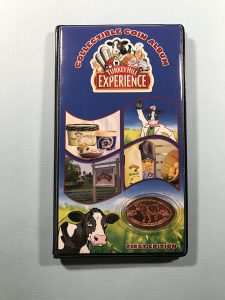 COLLECTIBLE COIN ALBUM
TURKEY HILL
EXPERIENCE
FIRST EDITION